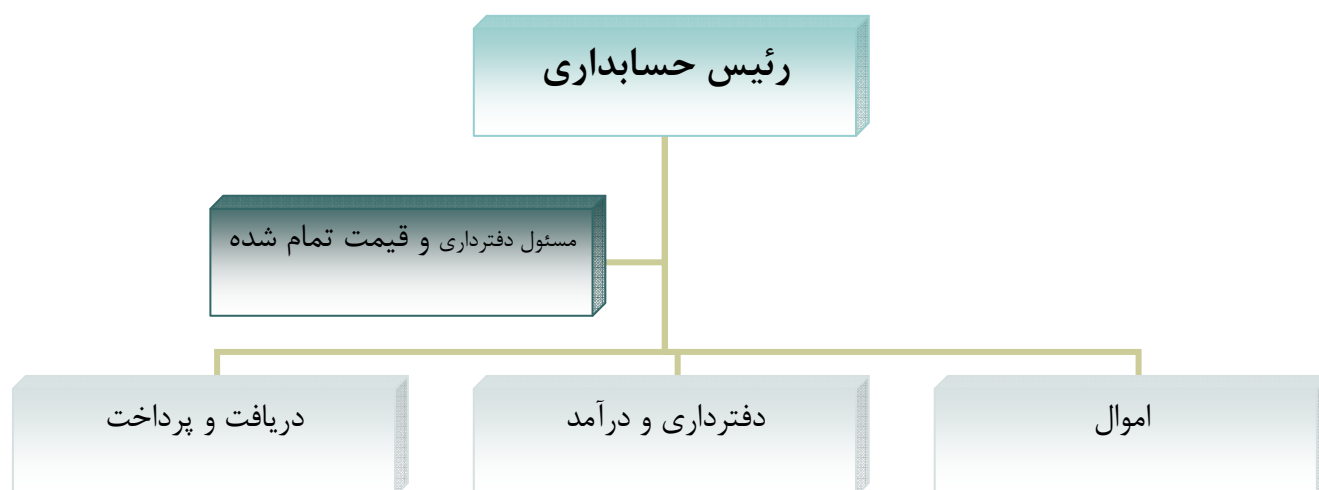 رئیس حسابداری
مسئول دفترداری و قیمت تمام شده
اموال
دفترداری و درآمد
دریافت و پرداخت